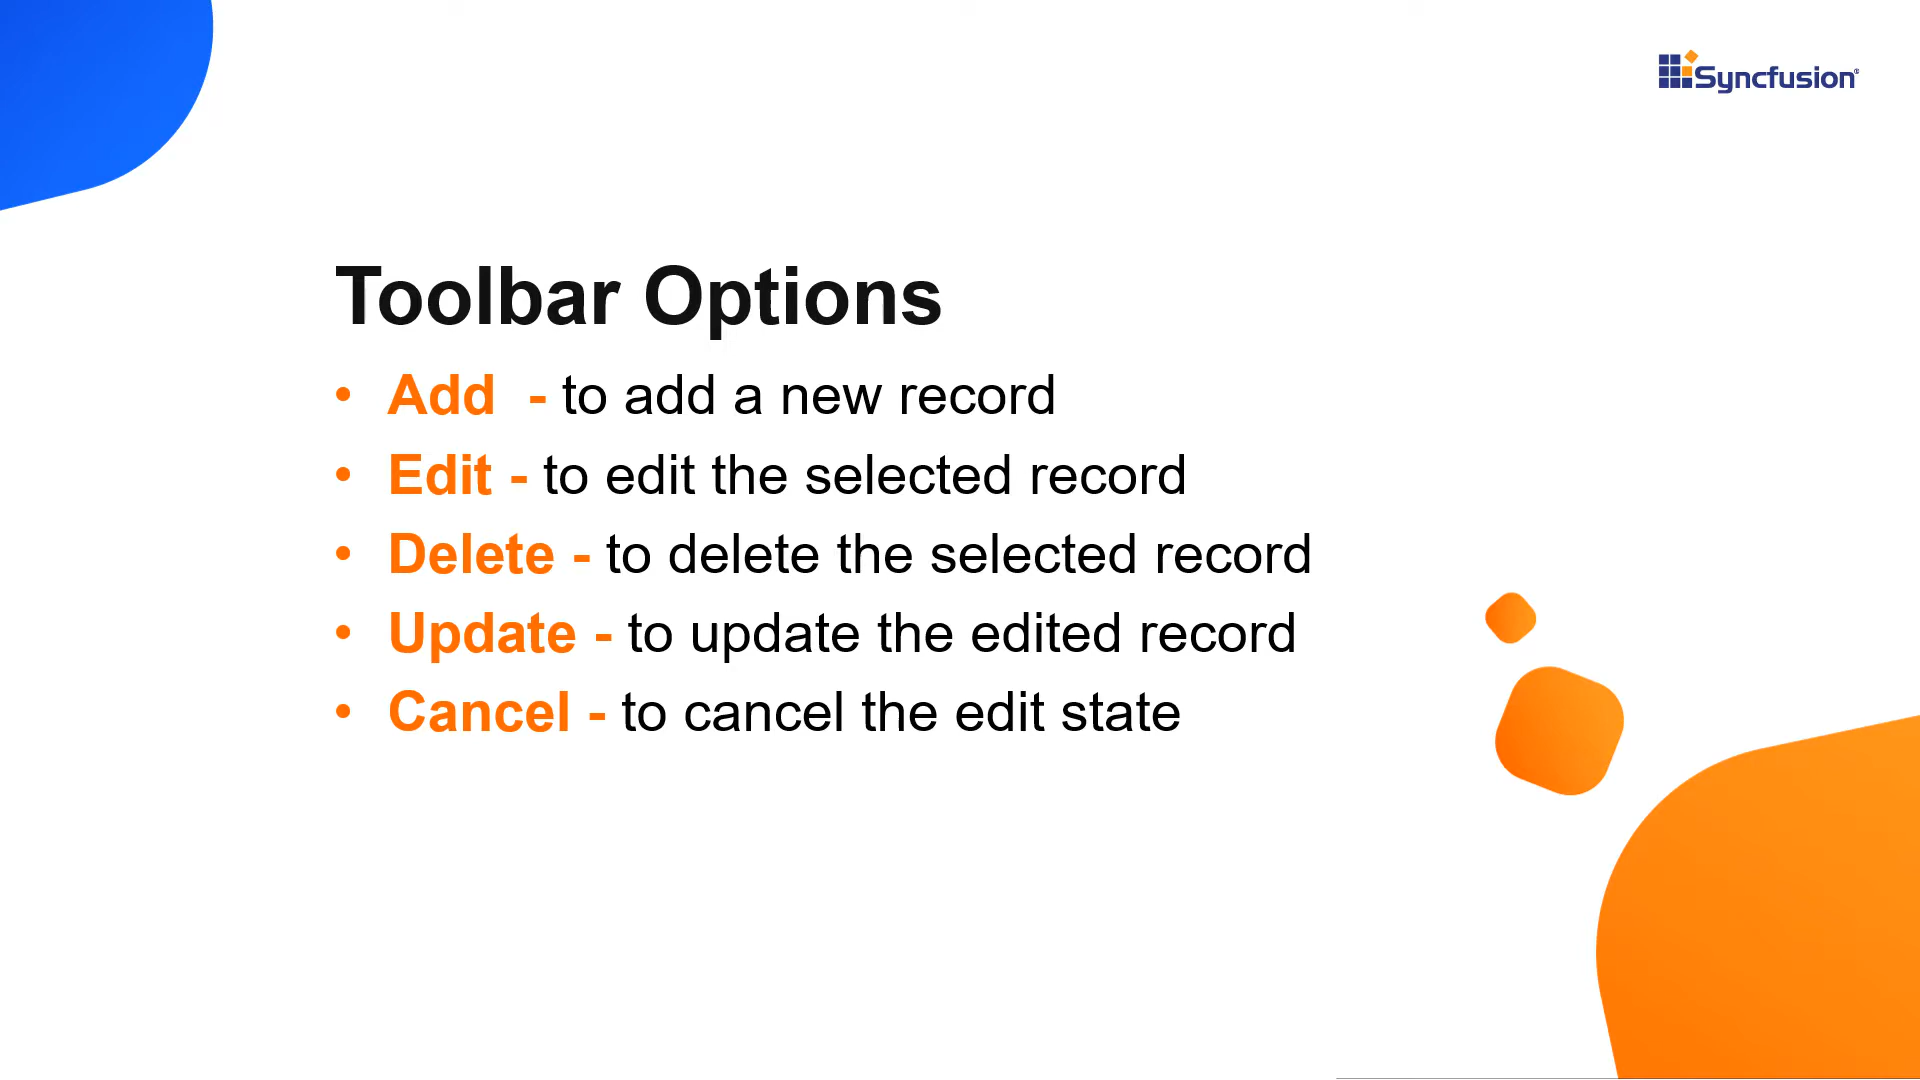 Syncfusion®
Toolbar Options
• Add - to add a new record
• Edit - to edit the selected record
• Delete - to delete the selected record
• Update - to update the edited record
• Cancel - to cancel the edit state